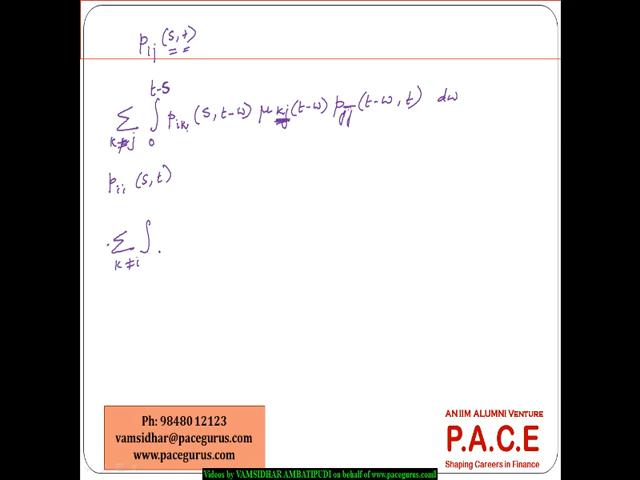 p_ij (s,t)
t-s
∑ ∫ p_ik (s, t-w) μ_kj (t-w) p_jj (t-w, t) dw
k≠j 0
p_ii (s,t)
∑ ∫
k≠i
Ph: 98480 12123
vamsidhar@pacegurus.com
www.pacegurus.com
AN IIM ALUMNI VENTURE
P.A.C.E
Shaping Careers in Finance
Videos by VAMSIDHAR AMBATIPUDI on behalf of www.pacegurus.com